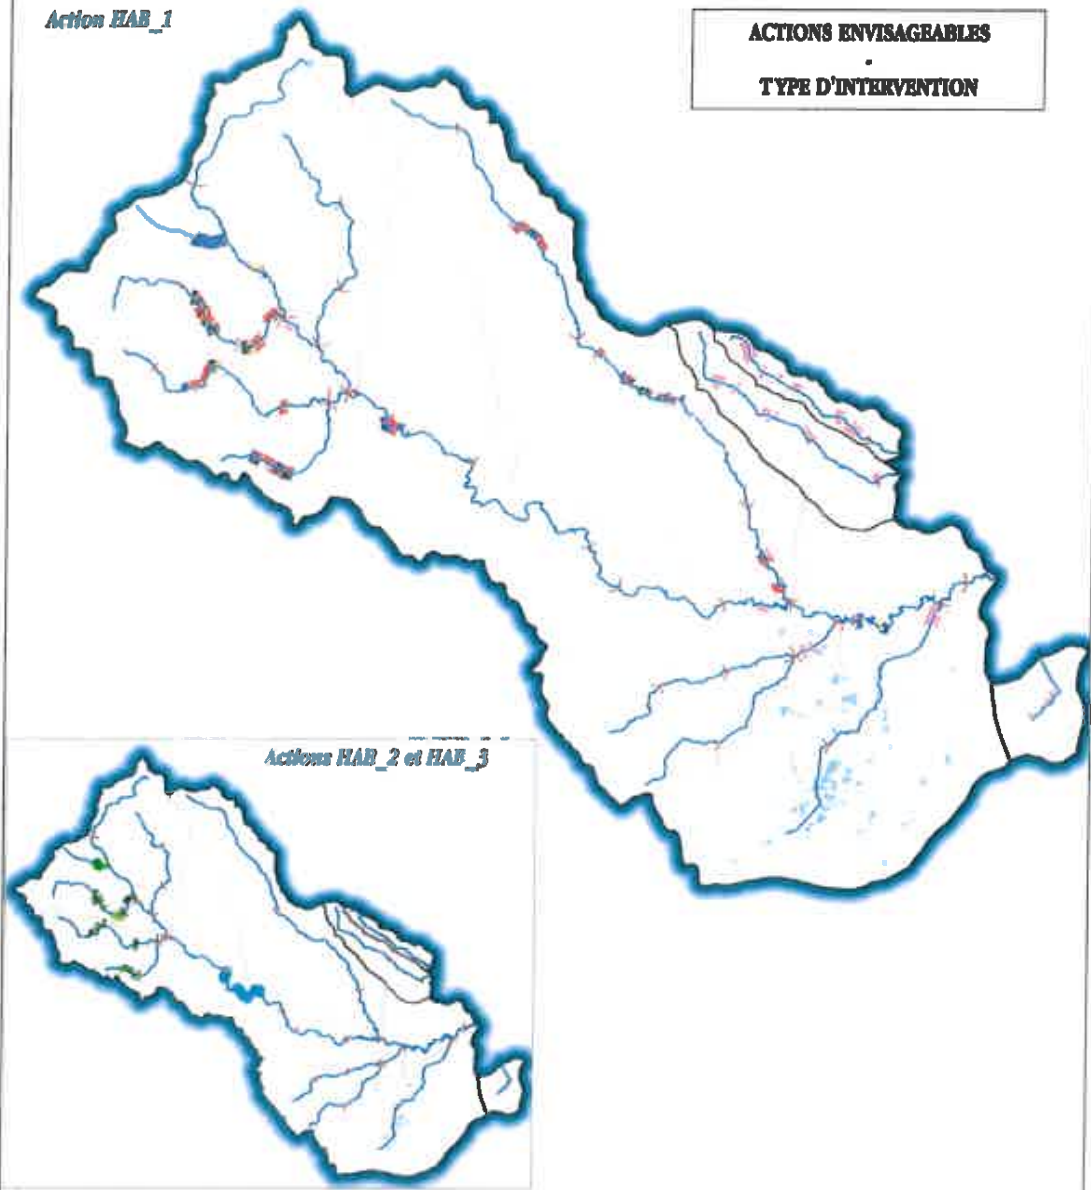 Action HAB_1
ACTIONS ENVISAGEABLES
-
TYPE D'INTERVENTION
Actions HAB_2 et HAB_3